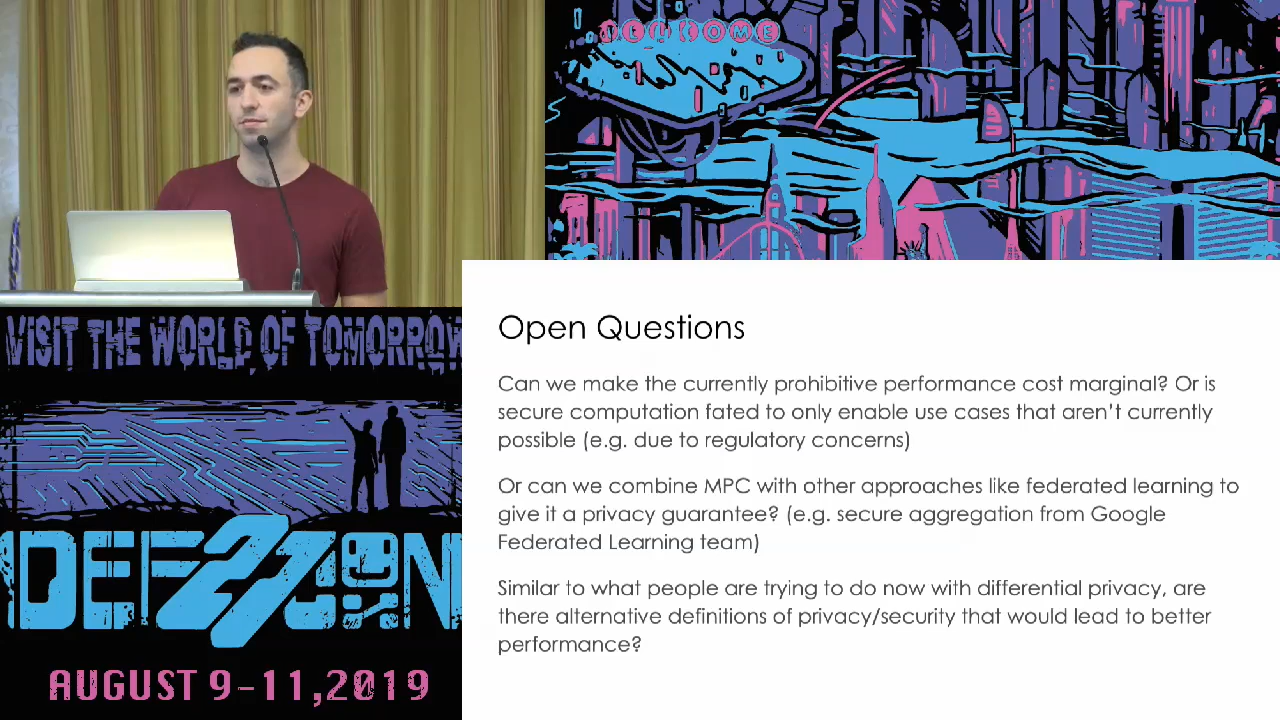 WELCOME
VISIT THE WORLD OF TOMORROW
DEF 27 CON
AUGUST 9-11,2019
Open Questions
Can we make the currently prohibitive performance cost marginal? Or is
secure computation fated to only enable use cases that aren't currently
possible (e.g. due to regulatory concerns)
Or can we combine MPC with other approaches like federated learning to
give it a privacy guarantee? (e.g. secure aggregation from Google
Federated Learning team)
Similar to what people are trying to do now with differential privacy, are
there alternative definitions of privacy/security that would lead to better
performance?